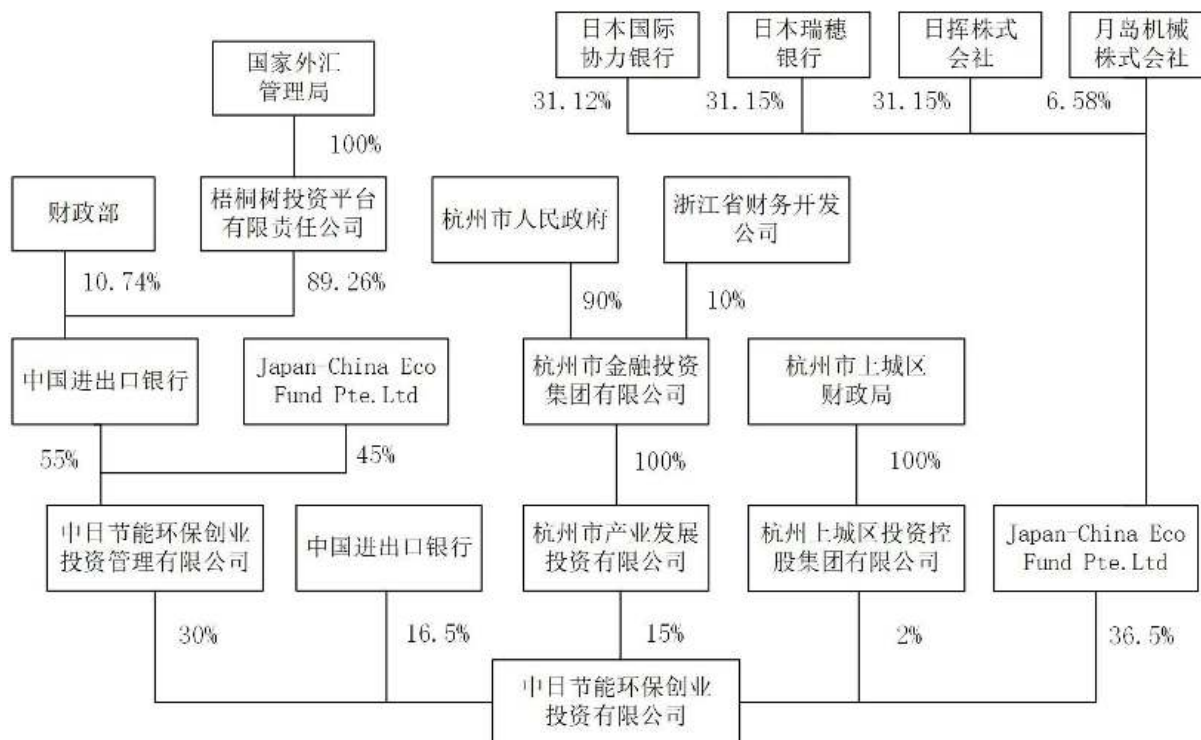 日本国际
协力银行
日本瑞穗
银行
日挥株式
会社
月岛机械
株式会社
国家外汇
管理局
31.12%
31.15%
31.15%
6.58%
100%
财政部
梧桐树投资平台
有限责任公司
杭州市人民政府
浙江省财务开发
公司
10.74%
89.26%
90%
10%
中国进出口银行
Japan-China Eco
Fund Pte.Ltd
杭州市金融投资
集团有限公司
杭州市上城区
财政局
55%
45%
100%
100%
中日节能环保创业
投资管理有限公司
中国进出口银行
杭州市产业发展
投资有限公司
杭州上城区投资控
股集团有限公司
Japan-China Eco
Fund Pte.Ltd
30%
16.5%
15%
2%
36.5%
中日节能环保创业
投资有限公司